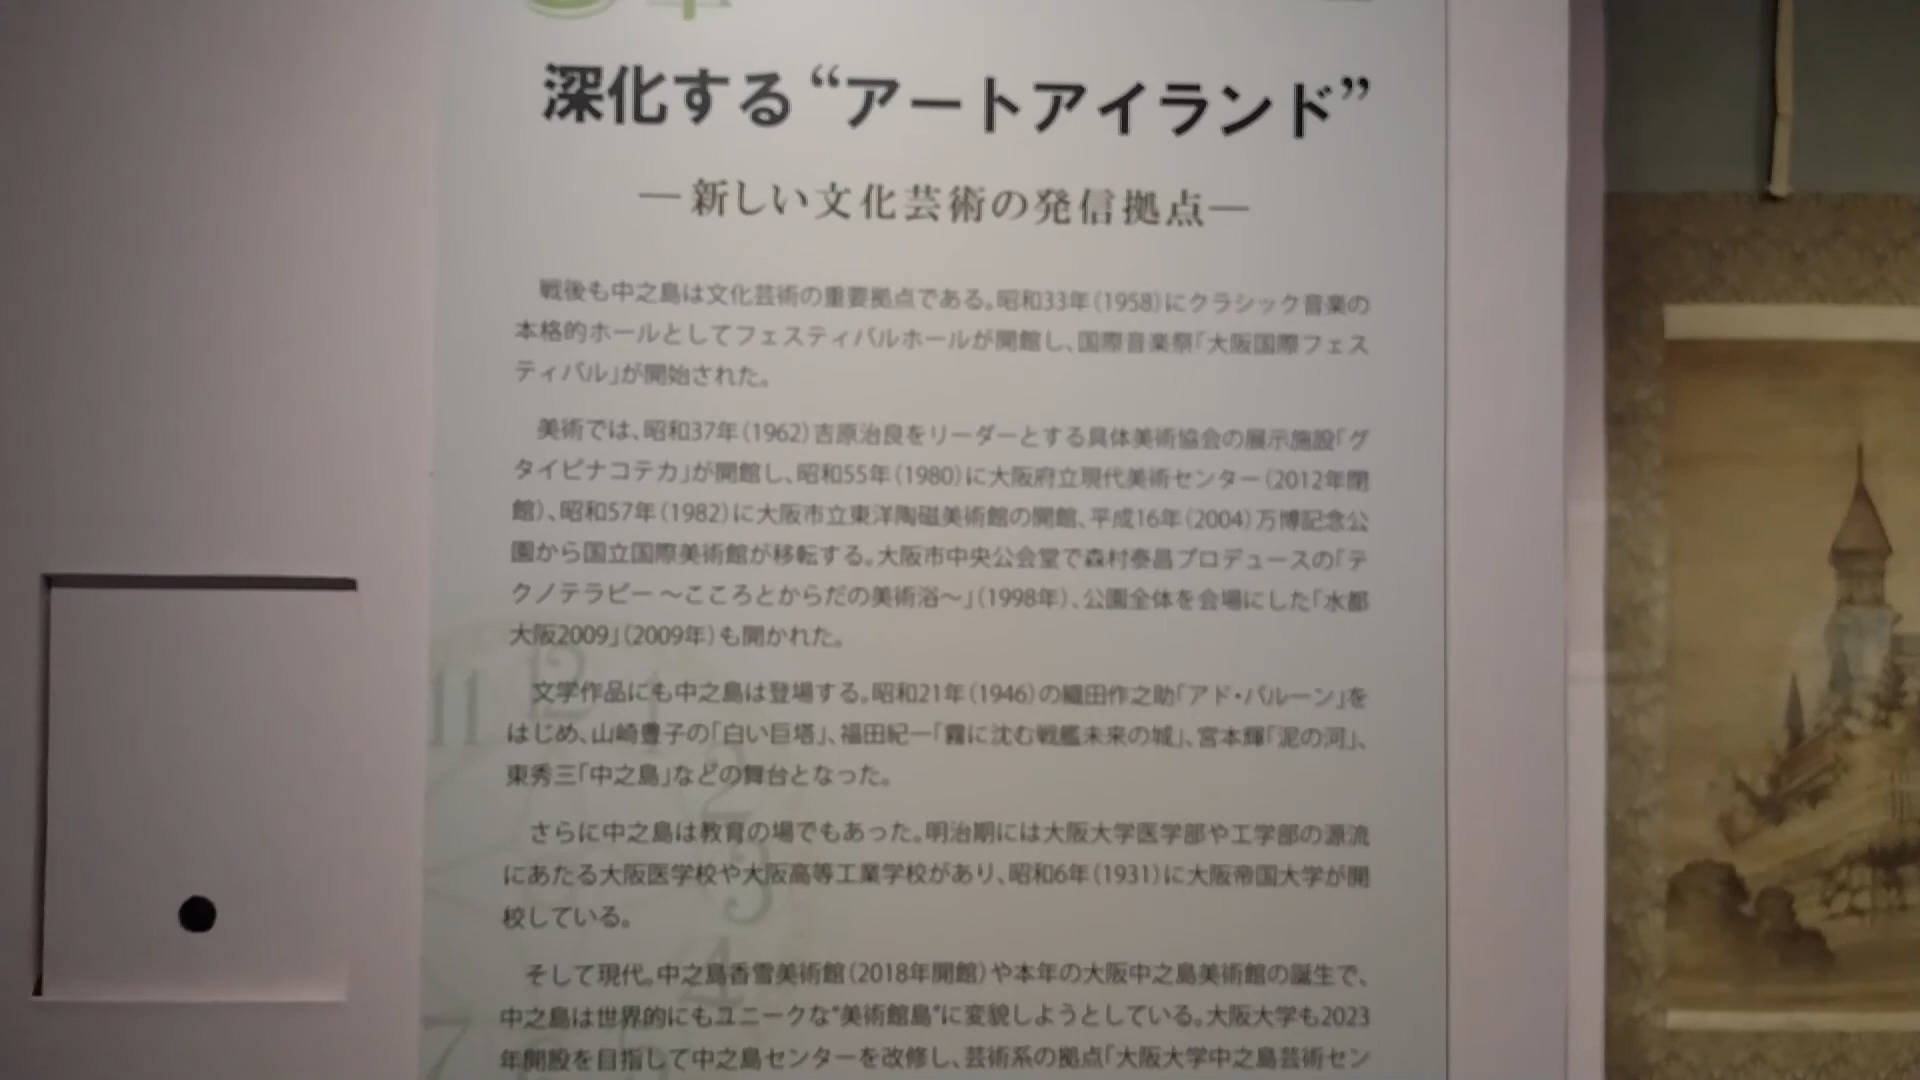 深化する“アートアイランド”
―新しい文化芸術の発信拠点―
戦後も中之島は文化芸術の重要拠点である。昭和33年(1958)にクラシック音楽の
本格的ホールとしてフェスティバルホールが開館し、国際音楽祭「大阪国際フェス
ティバル」が開始された。
美術では、昭和37年(1962)吉原治良をリーダーとする具体美術協会の展示施設「グ
タイピナコテカ」が開館し、昭和55年(1980)に大阪府立現代美術センター(2012年閉
館)、昭和57年(1982)に大阪市立東洋陶磁美術館の開館、平成16年(2004)万博記念公
園から国立国際美術館が移転する。大阪市中央公会堂で森村泰昌プロデュースの「テ
クノテラピー ～こころとからだの美術浴～」(1998年)、公園全体を会場にした「水都
大阪2009」(2009年)も開かれた。
文学作品にも中之島は登場する。昭和21年(1946)の織田作之助「アド・バルーン」を
はじめ、山崎豊子の「白い巨塔」、福田紀一「霧に沈む戦艦未来の城」、宮本輝「泥の河」、
東秀三「中之島」などの舞台となった。
さらに中之島は教育の場でもあった。明治期には大阪大学医学部や工学部の源流
にあたる大阪医学校や大阪高等工業学校があり、昭和6年(1931)に大阪帝国大学が開
校している。
そして現代。中之島香雪美術館(2018年開館)や本年の大阪中之島美術館の誕生で、
中之島は世界的にもユニークな“美術館島”に変貌しようとしている。大阪大学も2023
年開設を目指して中之島センターを改修し、芸術系の拠点「大阪大学中之島芸術セン
11
12
1
2
3
4
7